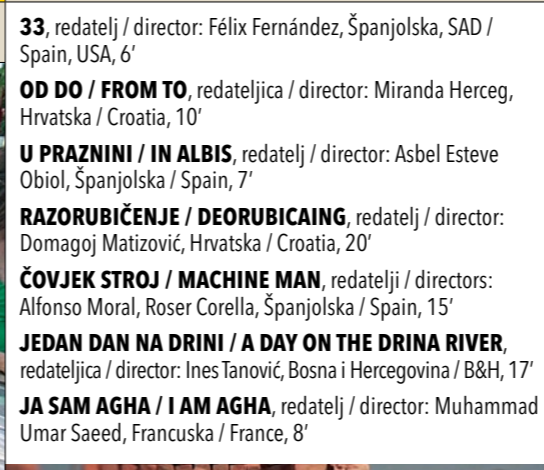 33, redatelj / director: Félix Fernández, Španjolska, SAD /
Spain, USA, 6’
OD DO / FROM TO, redateljica / director: Miranda Herceg,
Hrvatska / Croatia, 10’
U PRAZNINI / IN ALBIS, redatelj / director: Asbel Esteve
Obiol, Španjolska / Spain, 7’
RAZORUBIČENJE / DEORUBICAING, redatelj / director:
Domagoj Matizović, Hrvatska / Croatia, 20’
ČOVJEK STROJ / MACHINE MAN, redatelji / directors:
Alfonso Moral, Roser Corella, Španjolska / Spain, 15’
JEDAN DAN NA DRINI / A DAY ON THE DRINA RIVER,
redateljica / director: Ines Tanović, Bosna i Hercegovina / B&H, 17’
JA SAM AGHA / I AM AGHA, redatelj / director: Muhammad
Umar Saeed, Francuska / France, 8’